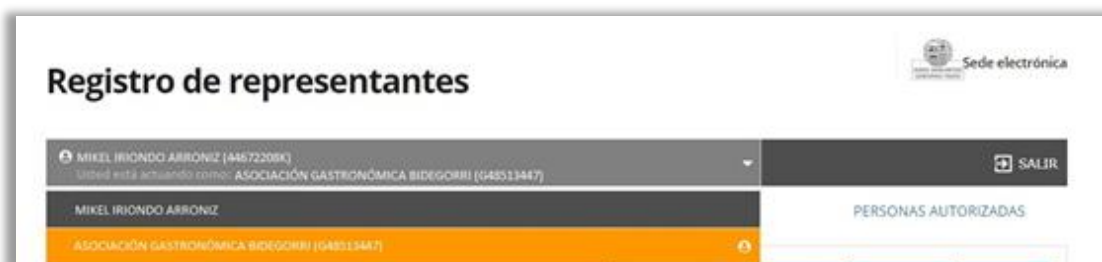 Sede electrónica
Registro de representantes
MIKEL IRIONDO ARRONIZ (44672208K)
Usted está actuando como: ASOCIACIÓN GASTRONÓMICA BIDEGORRI (G48513447)
SALIR
MIKEL IRIONDO ARRONIZ
PERSONAS AUTORIZADAS
ASOCIACIÓN GASTRONÓMICA BIDEGORRI (G48513447)